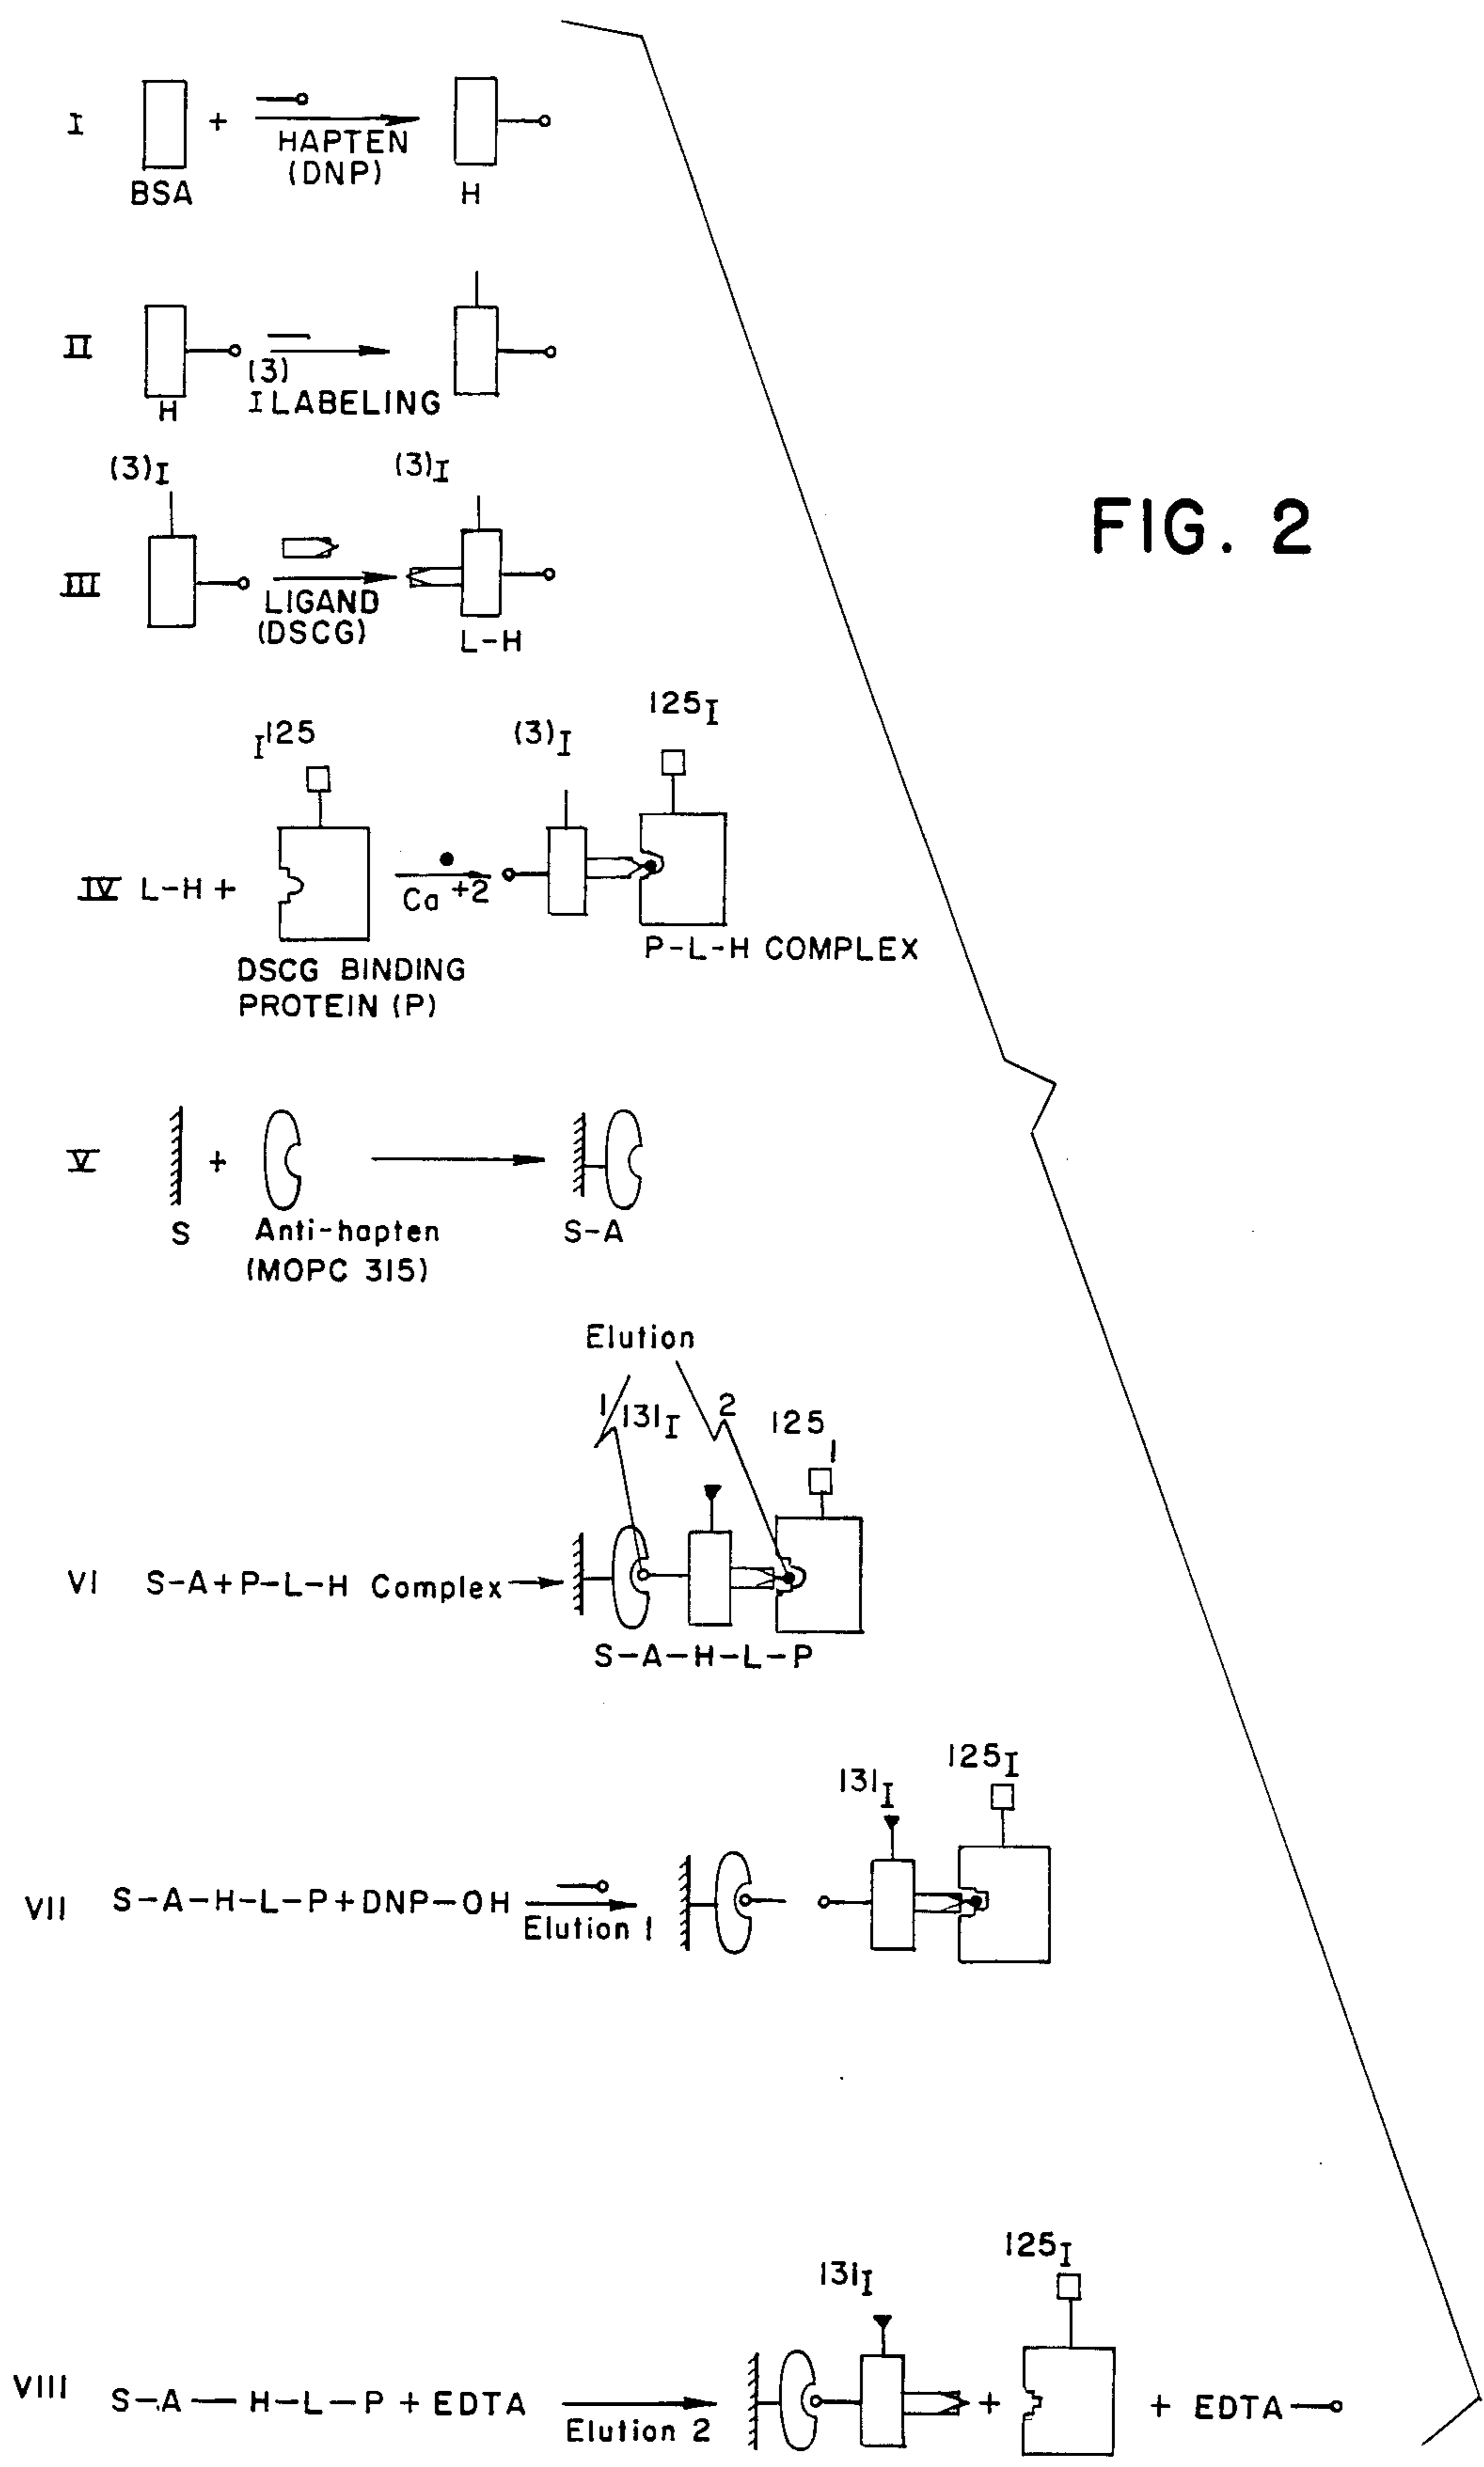 I
+
HAPTEN
(DNP)
BSA
H
II
(3)
I LABELING
H
(3)I
(3)I
III
LIGAND
(DSCG)
L-H
FIG. 2
I125
(3)I
125I
IV L-H +
Ca +2
P-L-H COMPLEX
DSCG BINDING
PROTEIN (P)
V
+
S
Anti-hapten
(MOPC 315)
S-A
Elution
1
131I
2
125I
VI S-A+P-L-H Complex
S-A-H-L-P
131I
125I
VII S-A-H-L-P+DNP-OH
Elution 1
131I
125I
VIII S-A-H-L-P + EDTA
Elution 2
+
+ EDTA